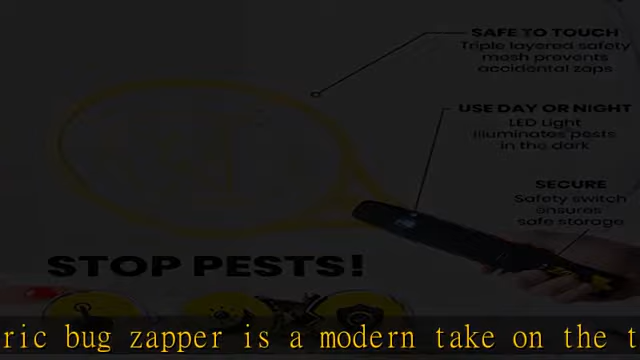 SAFE TO TOUCH
Triple layered safety
mesh prevents
accidental zaps
USE DAY OR NIGHT
LED Light
illuminates pests
in the dark
SECURE
Safety switch
ensures
safe storage
STOP PESTS!
ric bug zapper is a modern take on the t